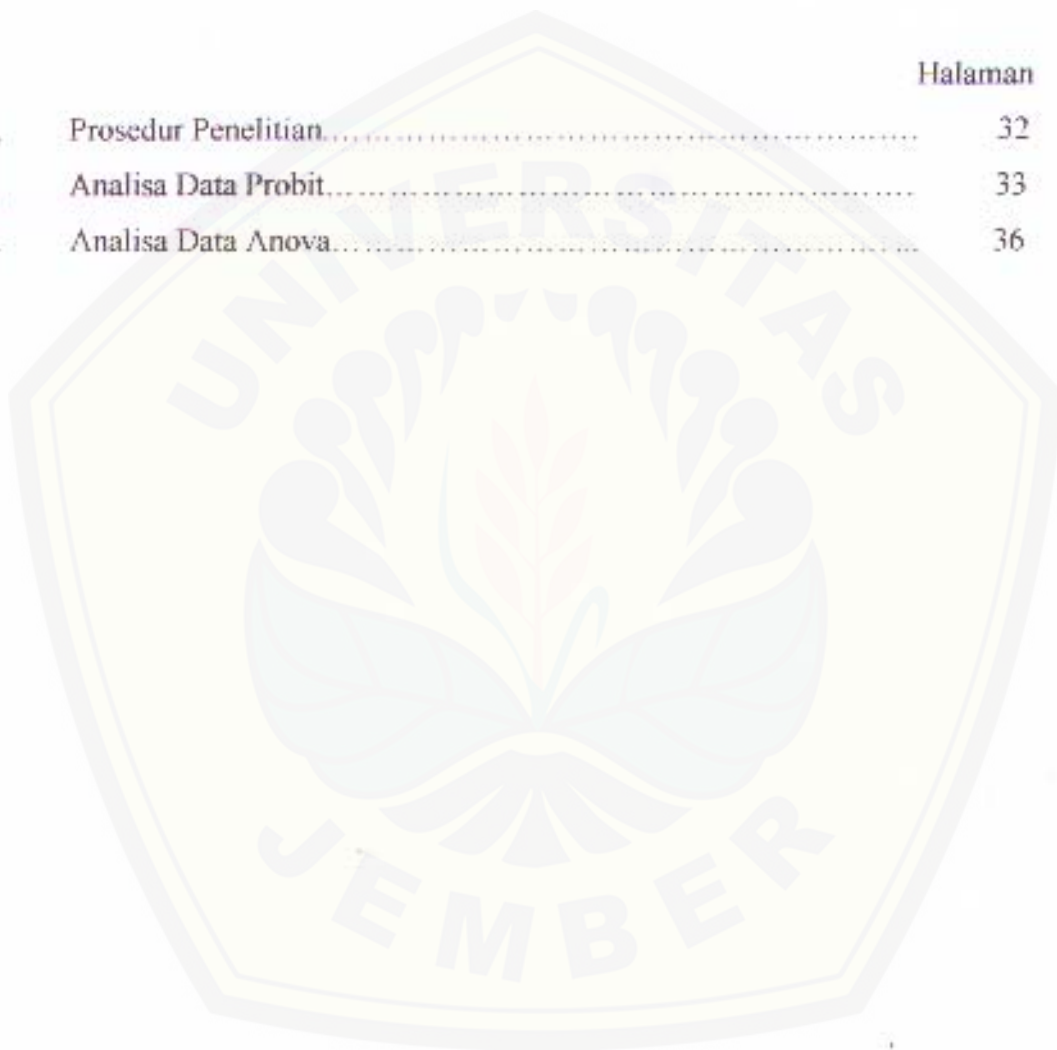 Halaman
Prosedur Penelitian........................................................ 32
Analisa Data Probit........................................................ 33
Analisa Data Anova........................................................ 36
UNIVERSITAS
JEMBER